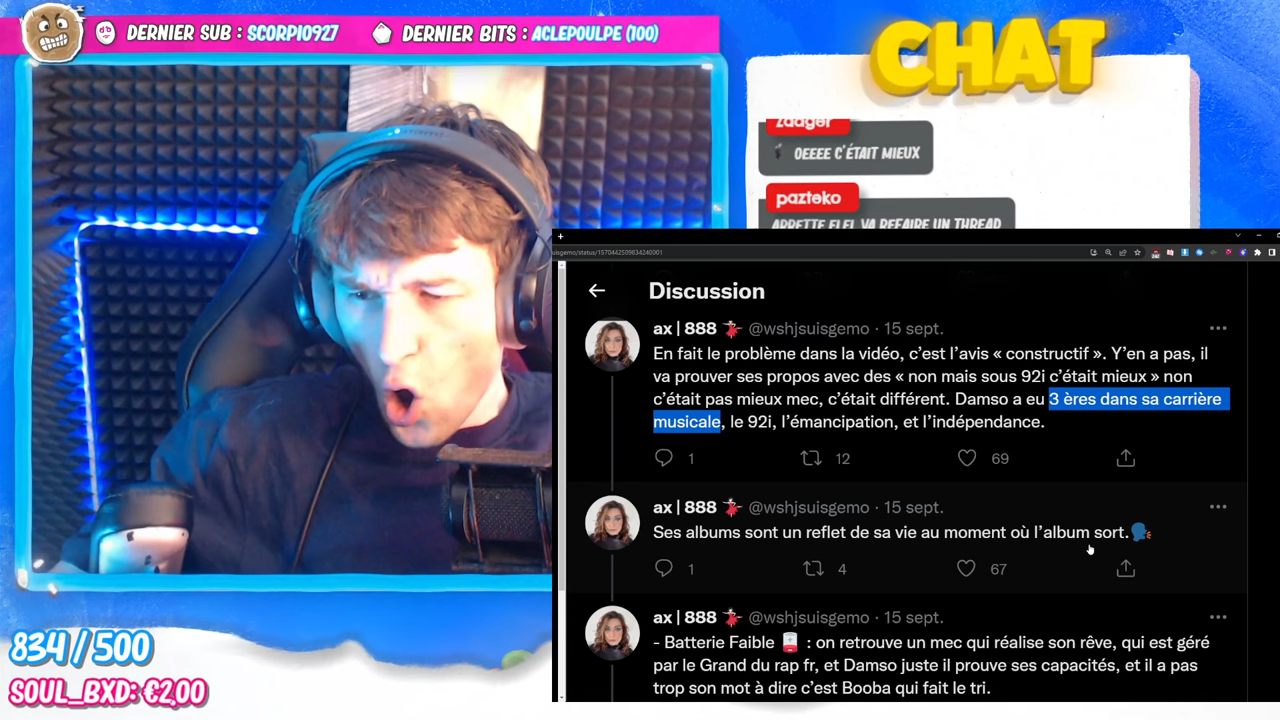 DERNIER SUB : SCORPIO927
DERNIER BITS : ACLEPOULPE (100)
CHAT
zaager
OEEEE C'ÉTAIT MIEUX
pazteko
ARRETTE FLFL VA REFAIRE UN THREAD
Discussion
ax | 888 💃 @wshjsuisgemo · 15 sept.
En fait le problème dans la vidéo, c'est l'avis « constructif ». Y'en a pas, il
va prouver ses propos avec des « non mais sous 92i c'était mieux » non
c'était pas mieux mec, c'était différent. Damso a eu 3 ères dans sa carrière
musicale, le 92i, l'émancipation, et l'indépendance.
1 12 69
ax | 888 💃 @wshjsuisgemo · 15 sept.
Ses albums sont un reflet de sa vie au moment où l'album sort.🗣️
1 4 67
ax | 888 💃 @wshjsuisgemo · 15 sept.
- Batterie Faible 🪫 : on retrouve un mec qui réalise son rêve, qui est géré
par le Grand du rap fr, et Damso juste il prouve ses capacités, et il a pas
trop son mot à dire c'est Booba qui fait le tri.
834 / 500
SOUL_BXD: €2,00